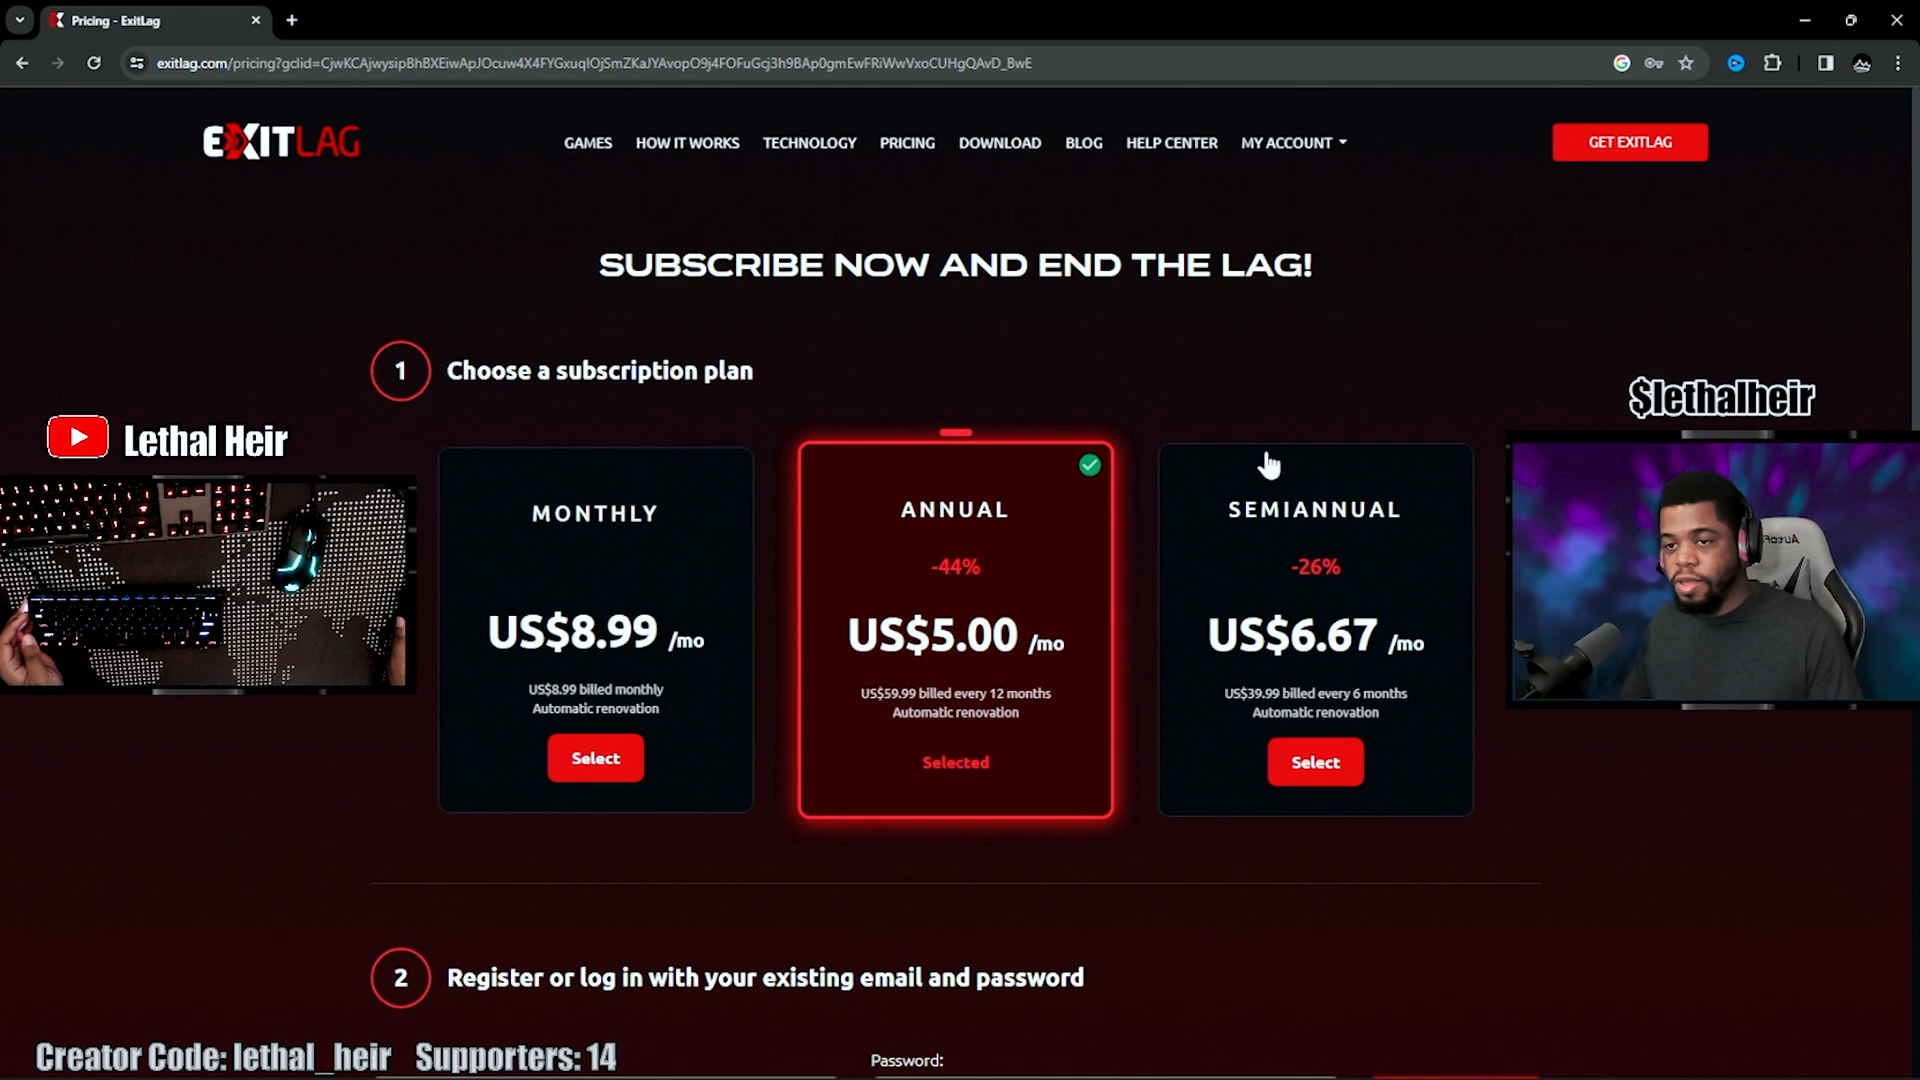 Pricing - ExitLag
exitlag.com/pricing?gclid=CjwKCAjwysipBhBXEiwApJOcuw4X4FYGxuqIOjSmZKaJYAvopO9j4FOFuGcj3h9BAp0gmEwFRiWwVxoCUHgQAvD_BwE
EXITLAG
GAMES
HOW IT WORKS
TECHNOLOGY
PRICING
DOWNLOAD
BLOG
HELP CENTER
MY ACCOUNT
GET EXITLAG
SUBSCRIBE NOW AND END THE LAG!
1
Choose a subscription plan
$lethalheir
Lethal Heir
MONTHLY
US$8.99 /mo
US$8.99 billed monthly
Automatic renovation
Select
ANNUAL
-44%
US$5.00 /mo
US$59.99 billed every 12 months
Automatic renovation
Selected
SEMIANNUAL
-26%
US$6.67 /mo
US$39.99 billed every 6 months
Automatic renovation
Select
2
Register or log in with your existing email and password
Creator Code: lethal_heir Supporters: 14
Password: